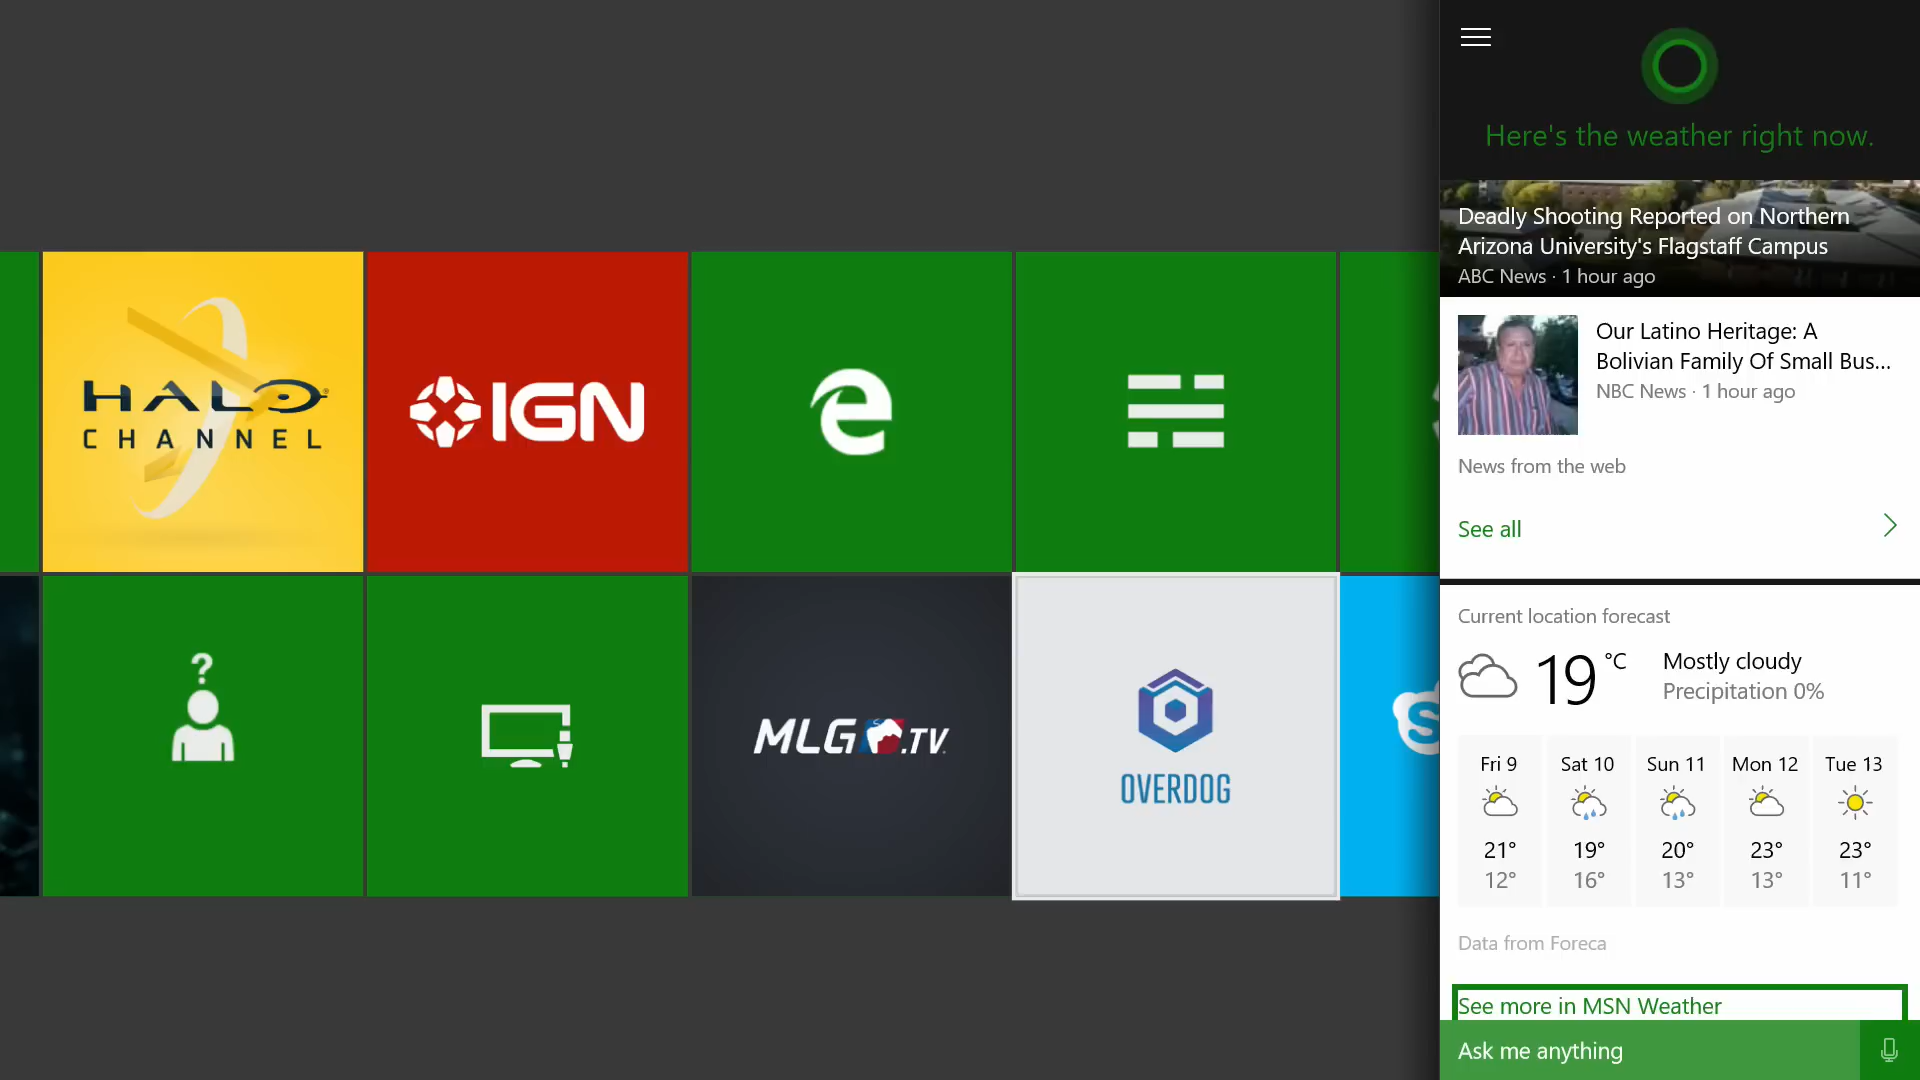 HALO
CHANNEL
IGN
?
MLG.TV
OVERDOG
S
Here's the weather right now.
Deadly Shooting Reported on Northern
Arizona University's Flagstaff Campus
ABC News · 1 hour ago
Our Latino Heritage: A
Bolivian Family Of Small Bus...
NBC News · 1 hour ago
News from the web
See all
Current location forecast
19 °C
Mostly cloudy
Precipitation 0%
Fri 9 Sat 10 Sun 11 Mon 12 Tue 13
21° 19° 20° 23° 23°
12° 16° 13° 13° 11°
Data from Foreca
See more in MSN Weather
Ask me anything